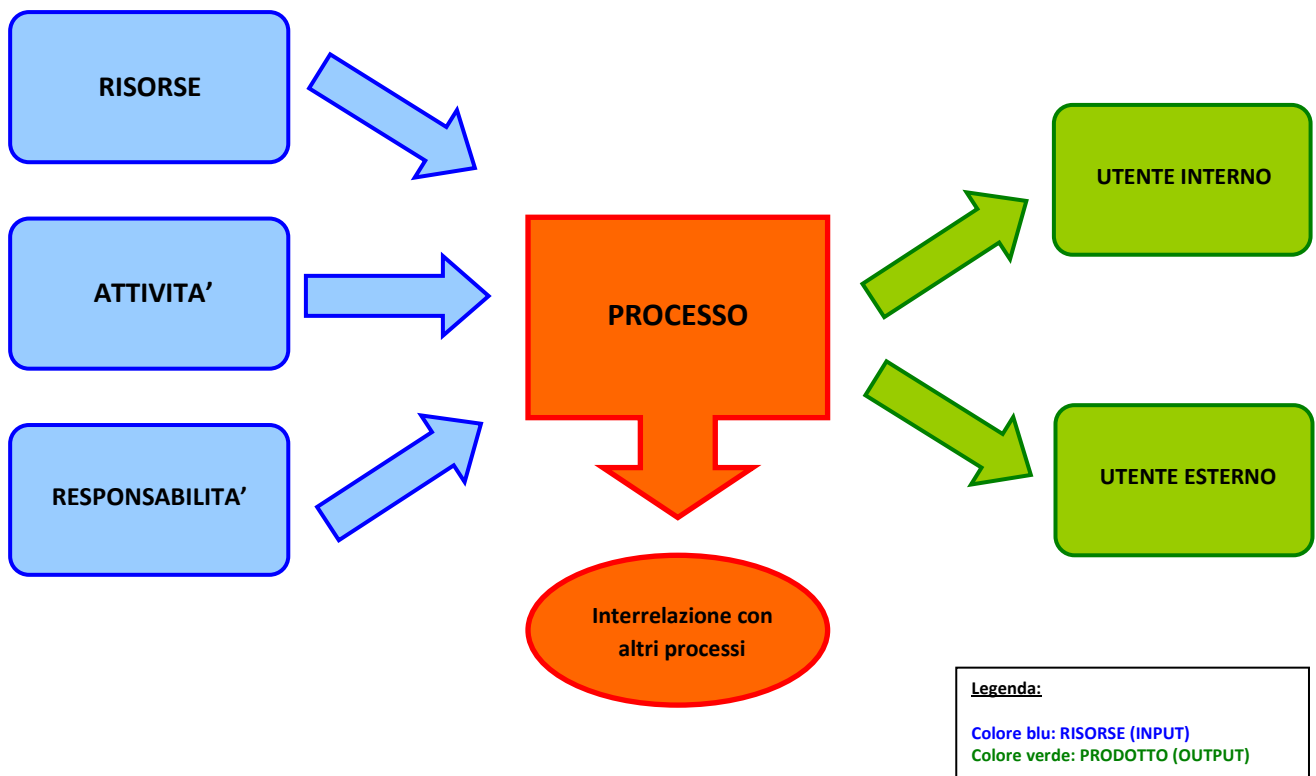 RISORSE
ATTIVITA’
RESPONSABILITA’
PROCESSO
Interrelazione con
altri processi
UTENTE INTERNO
UTENTE ESTERNO
Legenda:
Colore blu: RISORSE (INPUT)
Colore verde: PRODOTTO (OUTPUT)